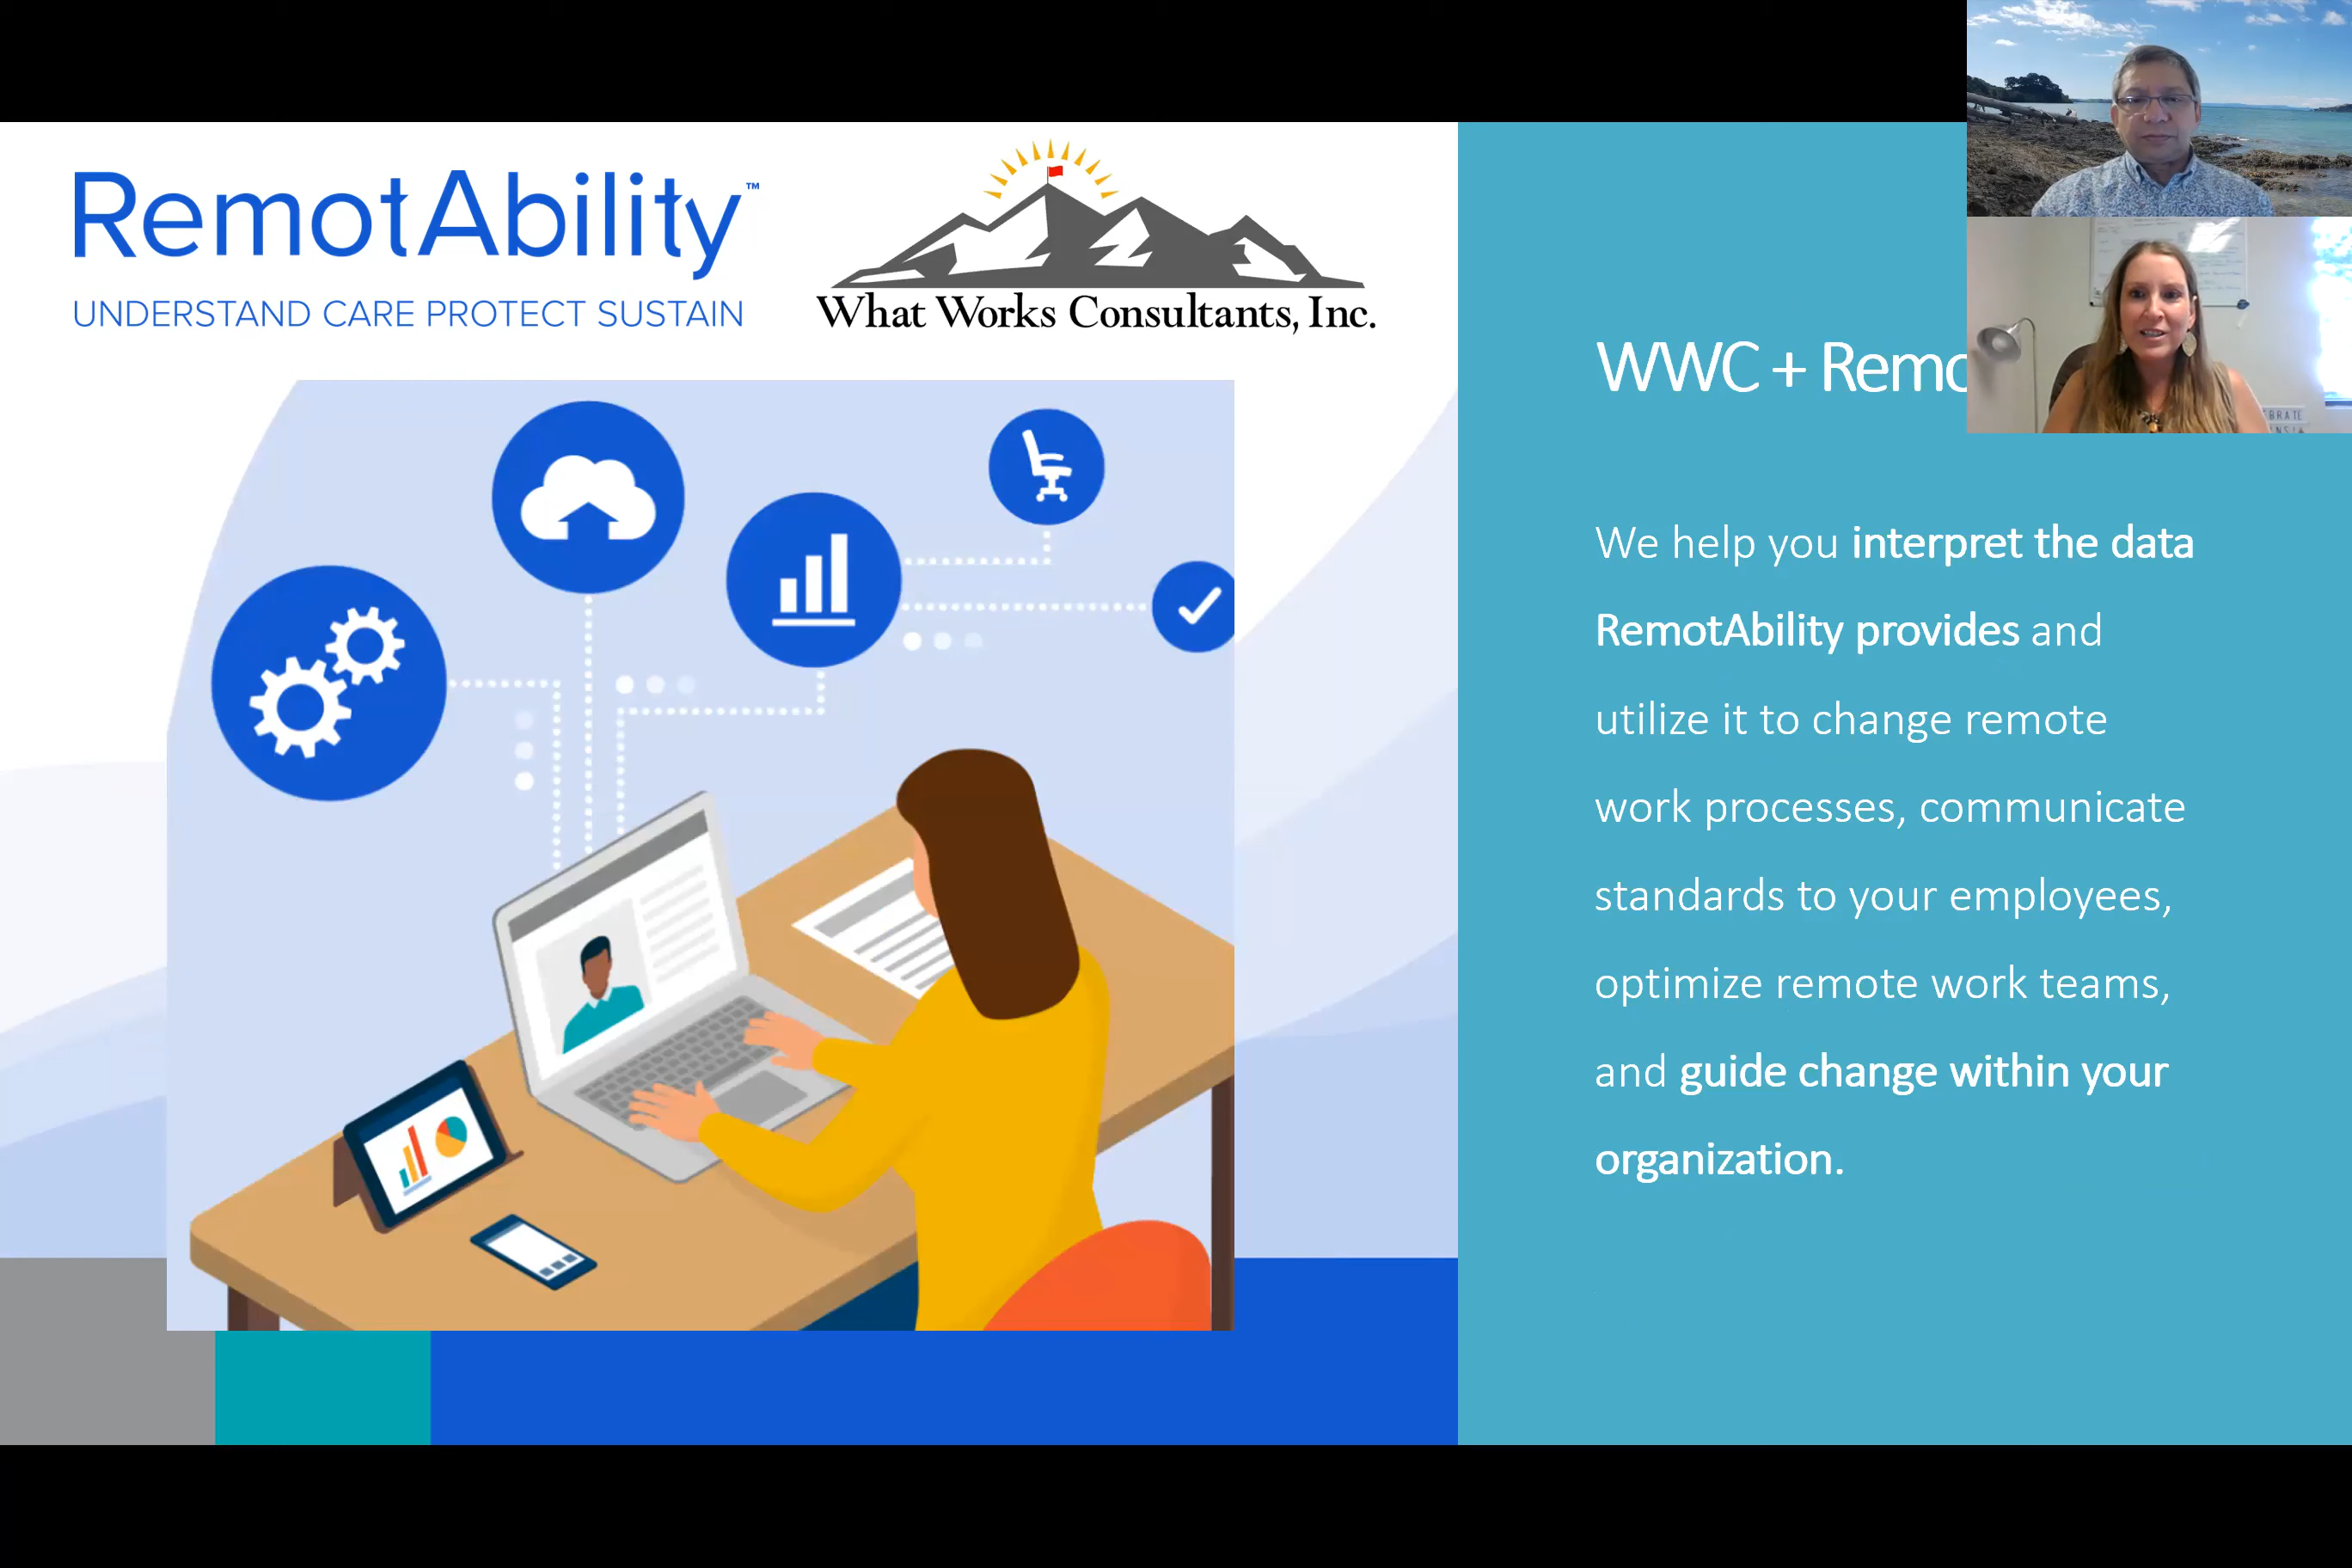 RemotAbility™
UNDERSTAND CARE PROTECT SUSTAIN
What Works Consultants, Inc.
WWC + Remo
We help you interpret the data
RemotAbility provides and
utilize it to change remote
work processes, communicate
standards to your employees,
optimize remote work teams,
and guide change within your
organization.
BRATE